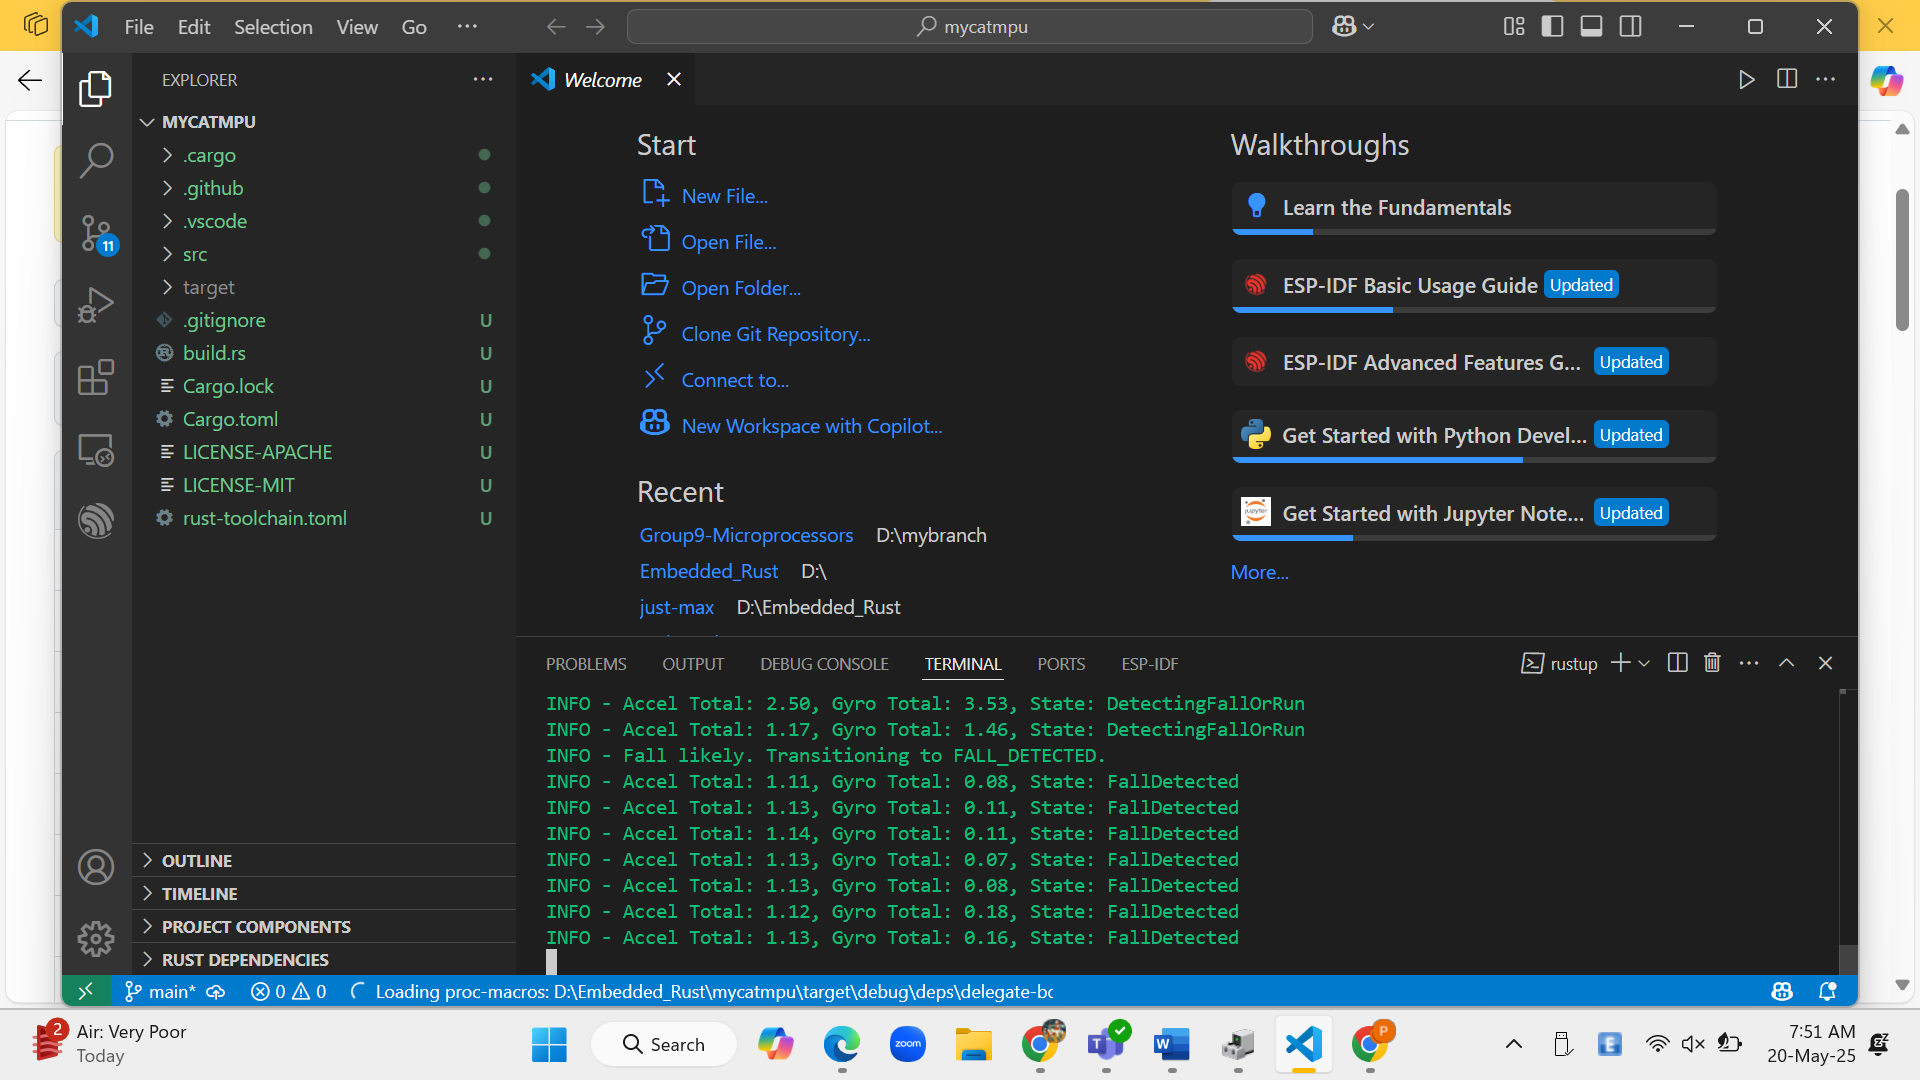 File Edit Selection View Go ···
mycatmpu
EXPLORER
MYCATMPU
.cargo
.github
.vscode
src
target
.gitignore U
build.rs U
Cargo.lock U
Cargo.toml U
LICENSE-APACHE U
LICENSE-MIT U
rust-toolchain.toml U
11
OUTLINE
TIMELINE
PROJECT COMPONENTS
RUST DEPENDENCIES
Welcome
Start
New File...
Open File...
Open Folder...
Clone Git Repository...
Connect to...
New Workspace with Copilot...
Recent
Group9-Microprocessors D:\mybranch
Embedded_Rust D:\
just-max D:\Embedded_Rust
Walkthroughs
Learn the Fundamentals
ESP-IDF Basic Usage Guide Updated
ESP-IDF Advanced Features G... Updated
Get Started with Python Devel... Updated
jupyter
Get Started with Jupyter Note... Updated
More...
PROBLEMS OUTPUT DEBUG CONSOLE TERMINAL PORTS ESP-IDF
rustup
INFO - Accel Total: 2.50, Gyro Total: 3.53, State: DetectingFallOrRun
INFO - Accel Total: 1.17, Gyro Total: 1.46, State: DetectingFallOrRun
INFO - Fall likely. Transitioning to FALL_DETECTED.
INFO - Accel Total: 1.11, Gyro Total: 0.08, State: FallDetected
INFO - Accel Total: 1.13, Gyro Total: 0.11, State: FallDetected
INFO - Accel Total: 1.14, Gyro Total: 0.11, State: FallDetected
INFO - Accel Total: 1.13, Gyro Total: 0.07, State: FallDetected
INFO - Accel Total: 1.13, Gyro Total: 0.08, State: FallDetected
INFO - Accel Total: 1.12, Gyro Total: 0.18, State: FallDetected
INFO - Accel Total: 1.13, Gyro Total: 0.16, State: FallDetected
main* 0 0 Loading proc-macros: D:\Embedded_Rust\mycatmpu\target\debug\deps\delegate-bc
2
Air: Very Poor
Today
Search
zoom
T
W
P
E
7:51 AM
20-May-25